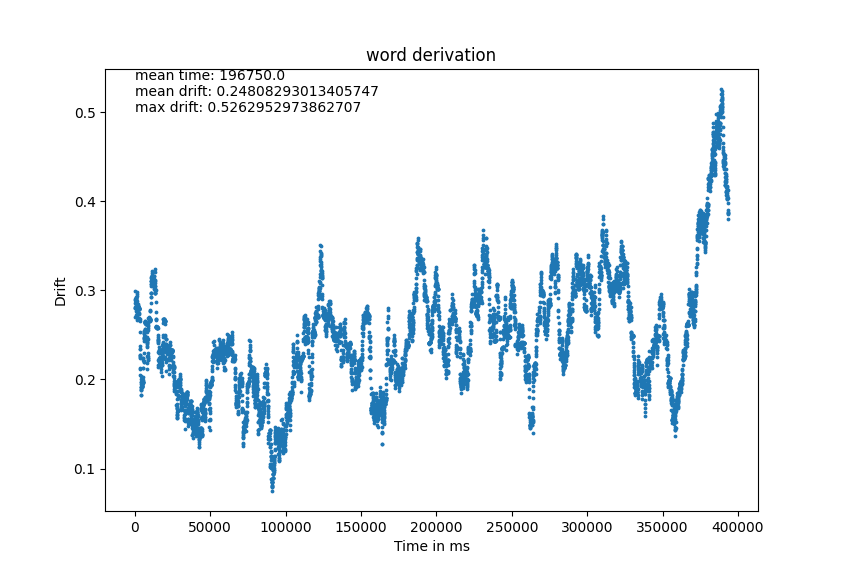 word derivation
mean time: 196750.0
mean drift: 0.24808293013405747
max drift: 0.5262952973862707
0.5
0.4
0.3
0.2
0.1
Drift
0 50000 100000 150000 200000 250000 300000 350000 400000
Time in ms